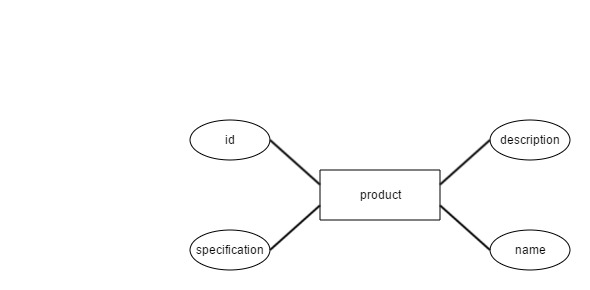 id
description
product
specification
name